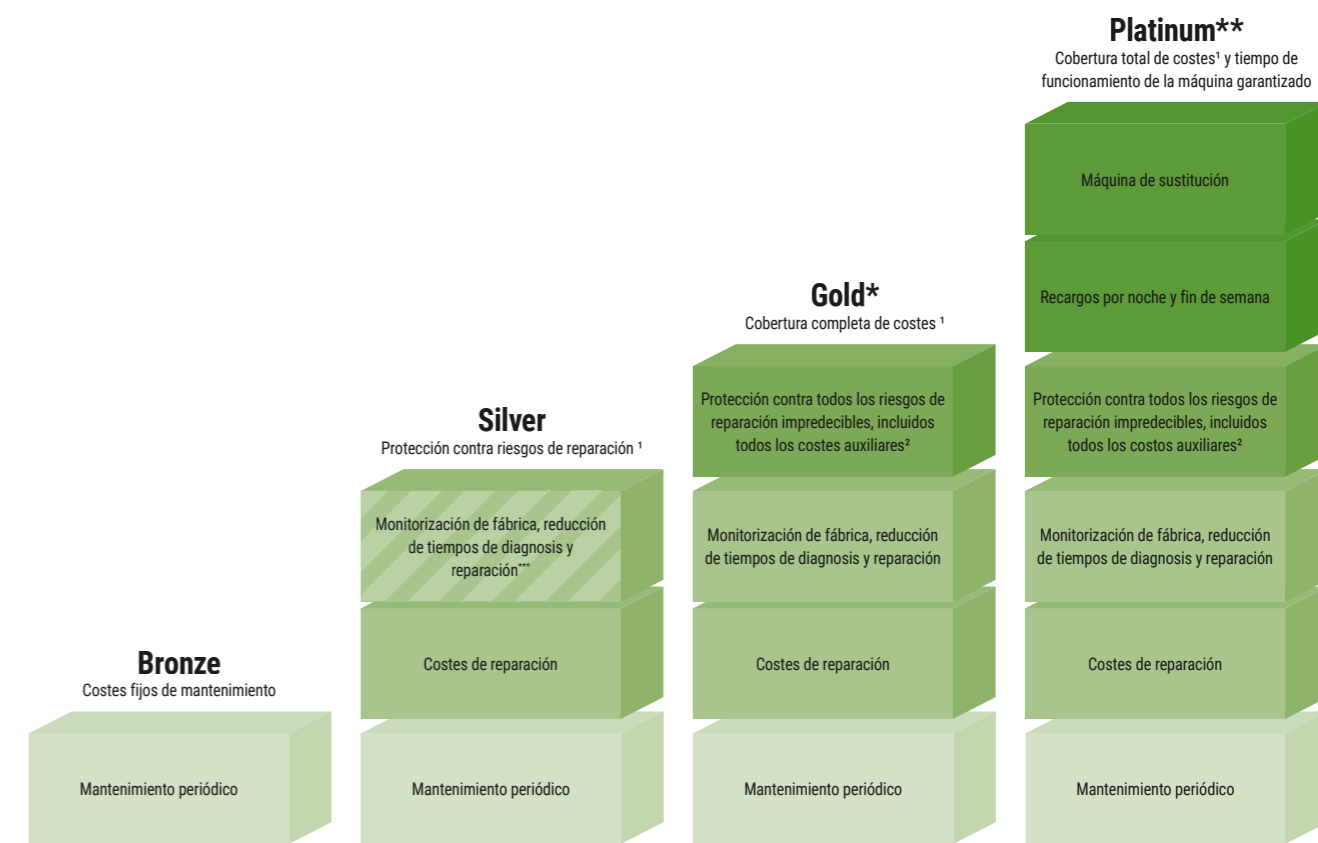 Platinum**
Cobertura total de costes¹ y tiempo de
funcionamiento de la máquina garantizado
Máquina de sustitución
Recargos por noche y fin de semana
Protección contra todos los riesgos de
reparación impredecibles, incluidos
todos los costos auxiliares²
Monitorización de fábrica, reducción
de tiempos de diagnosis y reparación
Costes de reparación
Mantenimiento periódico
Gold*
Cobertura completa de costes ¹
Protección contra todos los riesgos de
reparación impredecibles, incluidos
todos los costes auxiliares²
Monitorización de fábrica, reducción
de tiempos de diagnosis y reparación
Costes de reparación
Mantenimiento periódico
Silver
Protección contra riesgos de reparación ¹
Monitorización de fábrica, reducción
de tiempos de diagnosis y
reparación***
Costes de reparación
Mantenimiento periódico
Bronze
Costes fijos de mantenimiento
Mantenimiento periódico